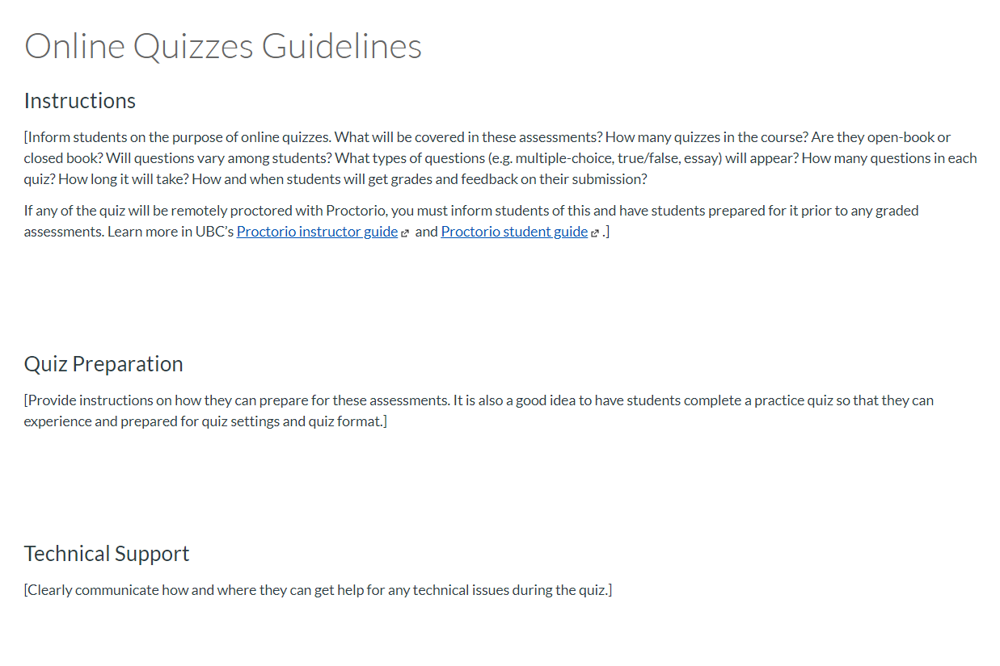 Online Quizzes Guidelines
Instructions
[Inform students on the purpose of online quizzes. What will be covered in these assessments? How many quizzes in the course? Are they open-book or
closed book? Will questions vary among students? What types of questions (e.g. multiple-choice, true/false, essay) will appear? How many questions in each
quiz? How long it will take? How and when students will get grades and feedback on their submission?
If any of the quiz will be remotely proctored with Proctorio, you must inform students of this and have students prepared for it prior to any graded
assessments. Learn more in UBC’s Proctorio instructor guide and Proctorio student guide .]
Quiz Preparation
[Provide instructions on how they can prepare for these assessments. It is also a good idea to have students complete a practice quiz so that they can
experience and prepared for quiz settings and quiz format.]
Technical Support
[Clearly communicate how and where they can get help for any technical issues during the quiz.]